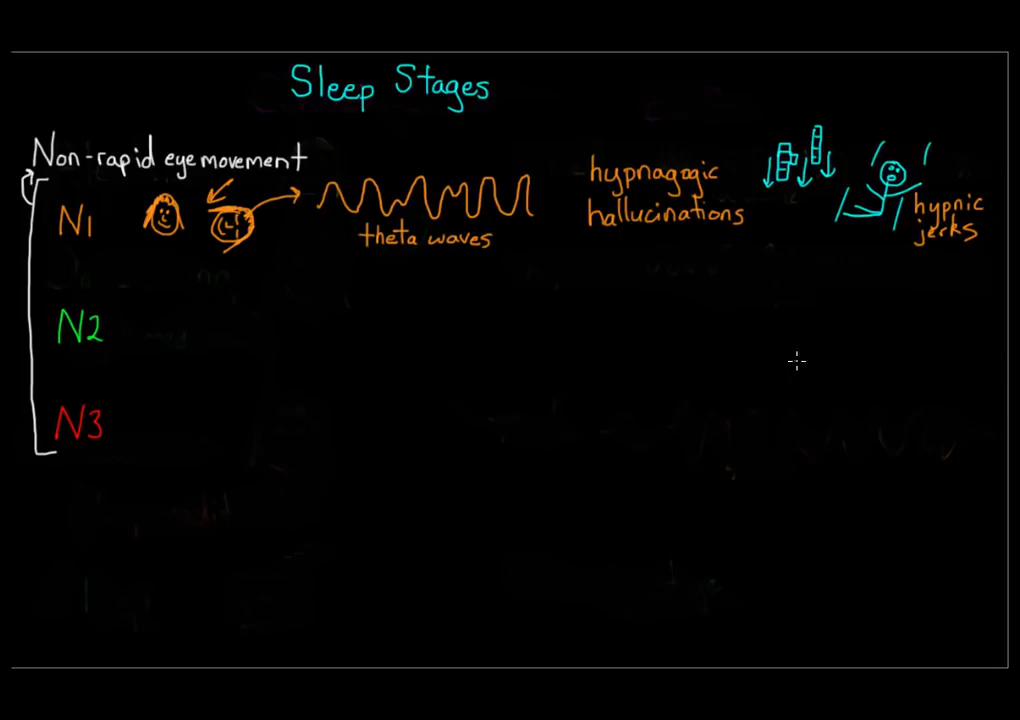 Sleep Stages
Non-rapid eye movement
N1
theta waves
hypnagogic
hallucinations
hypnic
jerks
N2
N3